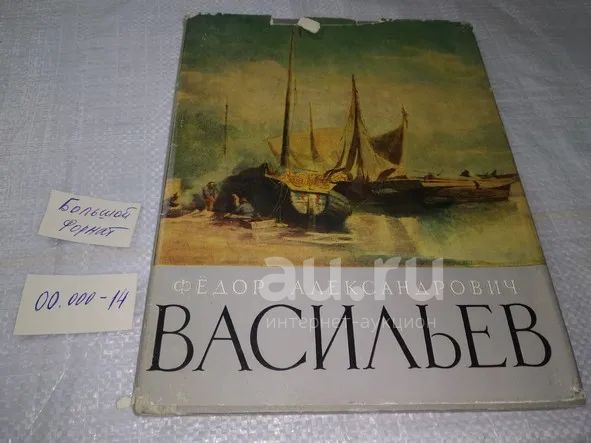 Большой
формат
00.000-14
ФЁДОР АЛЕКСАНДРОВИЧ
ВАСИЛЬЕВ
au.ru
интернет-аукцион